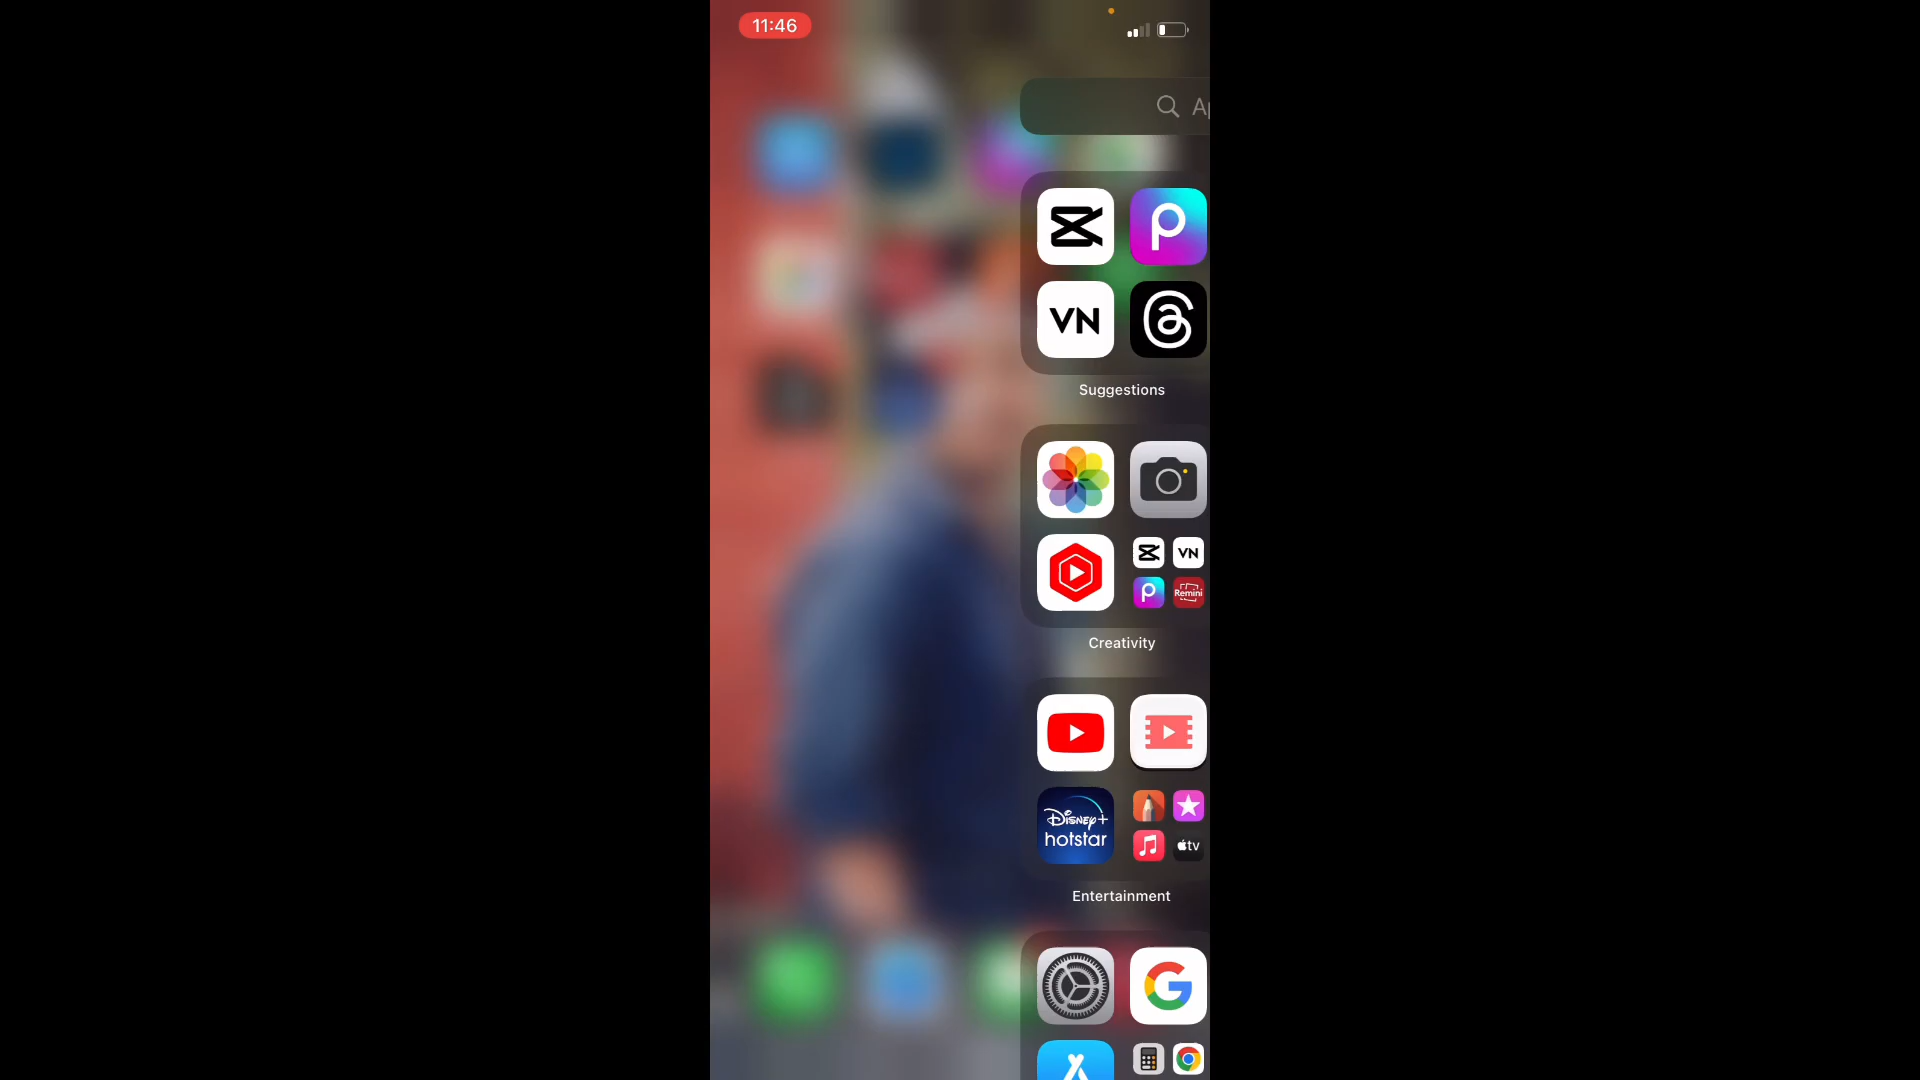 11:46
VN
Suggestions
VN
Remini
Creativity
Disney+
hotstar
tv
Entertainment